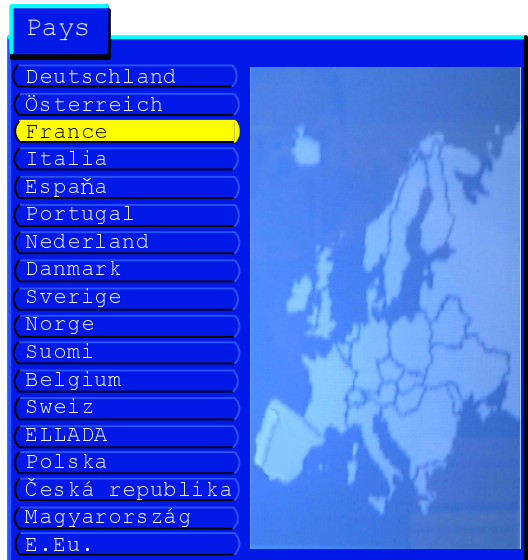 Pays
Deutschland
Österreich
France
Italia
Espaňa
Portugal
Nederland
Danmark
Sverige
Norge
Suomi
Belgium
Sweiz
ELLADA
Polska
Česká republika
Magyarország
E.Eu.